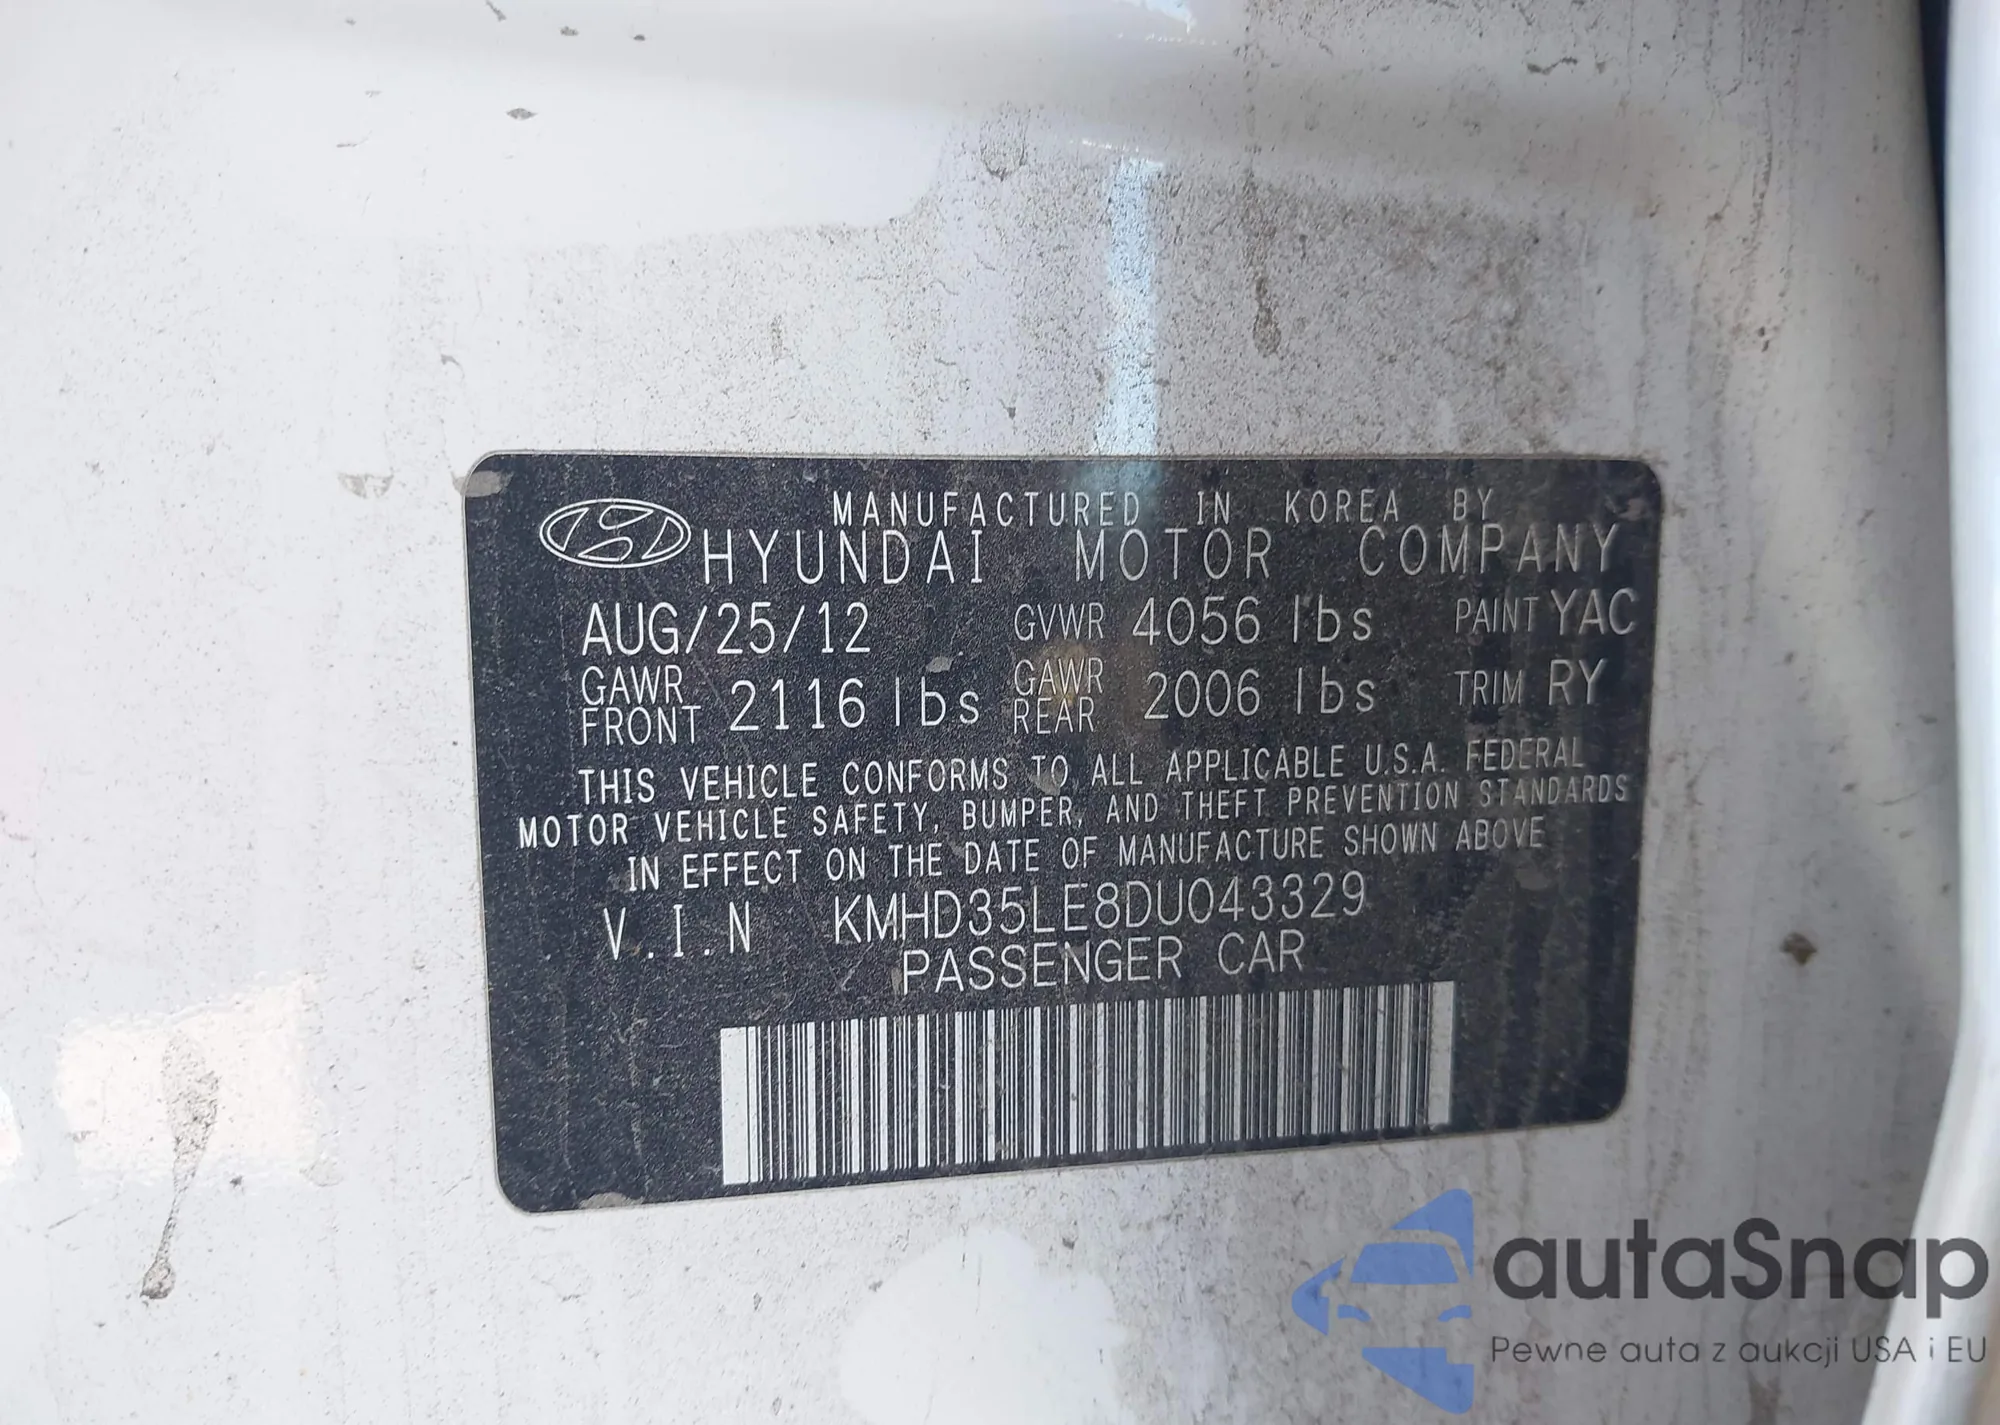 MANUFACTURED IN KOREA BY
HYUNDAI MOTOR COMPANY
AUG/25/12 GVWR 4056 lbs PAINT YAC
GAWR FRONT 2116 lbs GAWR REAR 2006 lbs TRIM RY
THIS VEHICLE CONFORMS TO ALL APPLICABLE U.S.A. FEDERAL
MOTOR VEHICLE SAFETY, BUMPER, AND THEFT PREVENTION STANDARDS
IN EFFECT ON THE DATE OF MANUFACTURE SHOWN ABOVE
V.I.N KMHD35LE8DU043329
PASSENGER CAR
autaSnap
Pewne auta z aukcji USA i EU